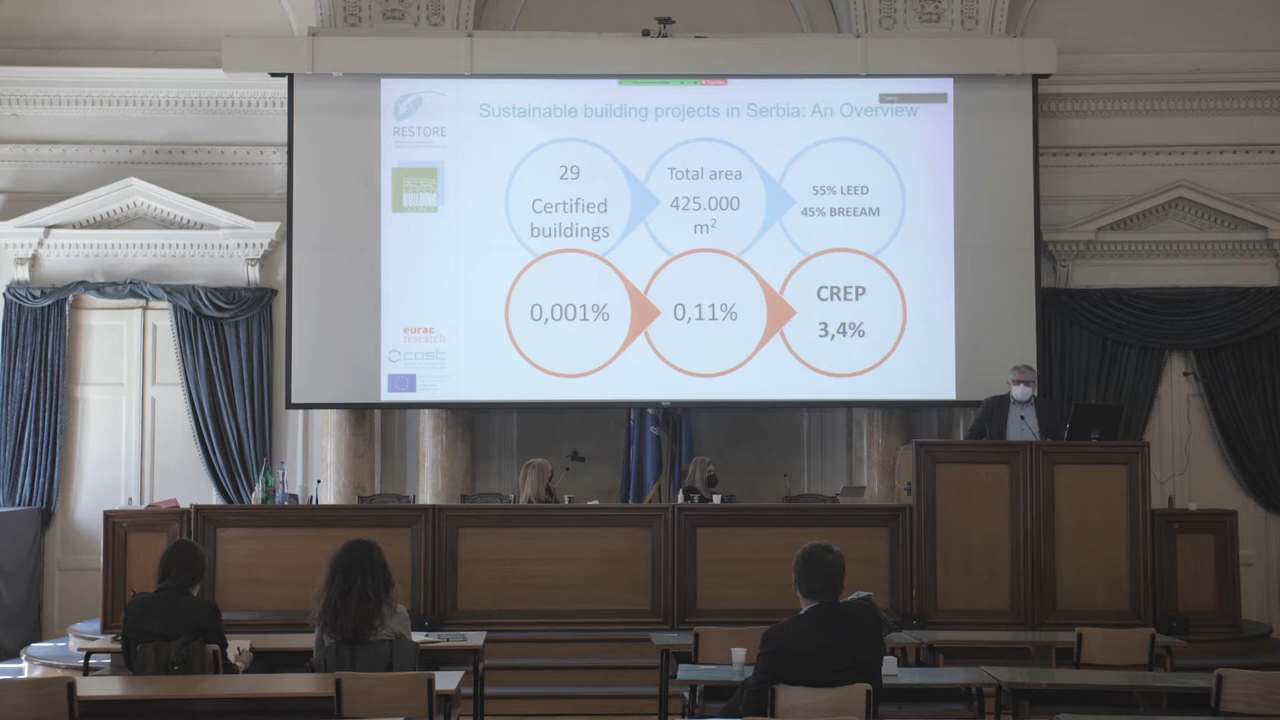 Sustainable building projects in Serbia: An Overview
RESTORE
BUILDING
29
Certified
buildings
Total area
425.000
m²
55% LEED
45% BREEAM
0,001%
0,11%
CREP
3,4%
eurac
research
cost